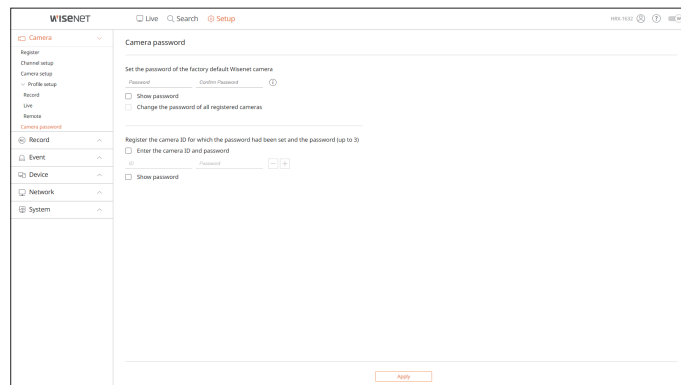 WISENET
Live
Search
Setup
HRX-1632
Camera
Register
Channel setup
Camera setup
Profile setup
Record
Live
Remote
Camera password
Record
Event
Device
Network
System
Camera password
Set the password of the factory default Wisenet camera
Password
Confirm Password
Show password
Change the password of all registered cameras
Register the camera ID for which the password had been set and the password (up to 3)
Enter the camera ID and password
ID
Password
Show password
Apply